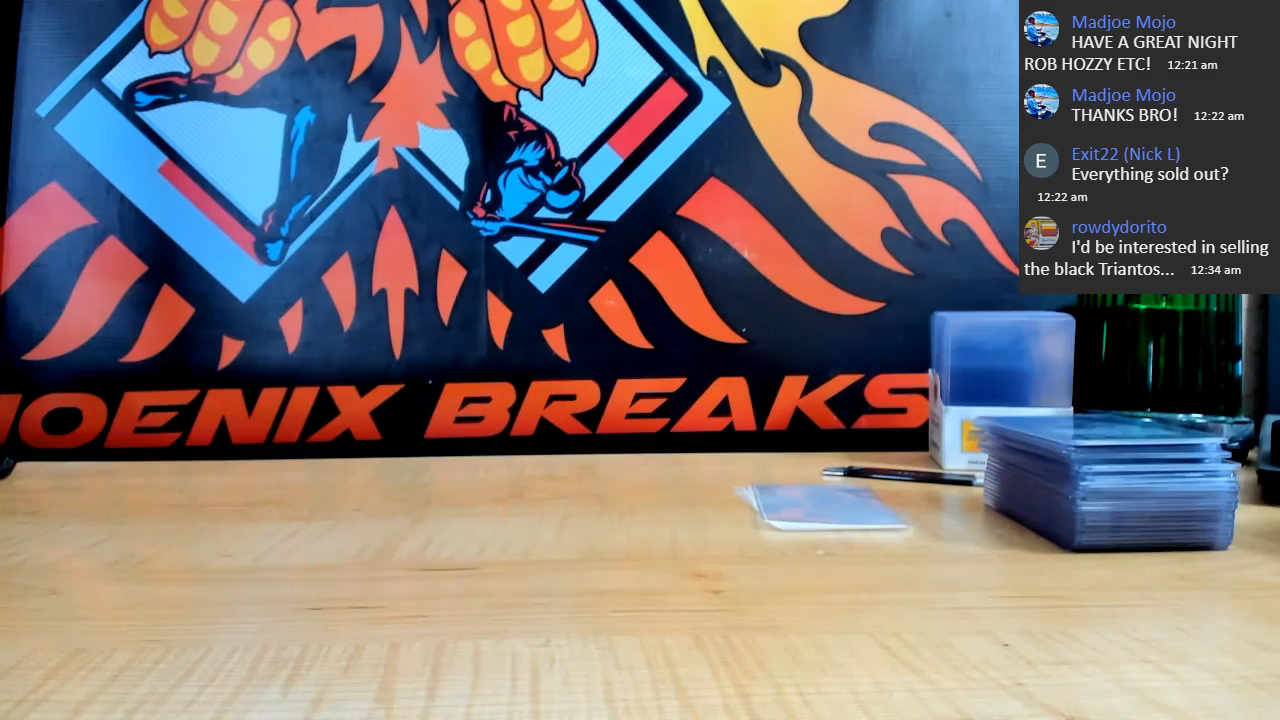 Madjoe Mojo
HAVE A GREAT NIGHT
ROB HOZZY ETC! 12:21 am
Madjoe Mojo
THANKS BRO! 12:22 am
E
Exit22 (Nick L)
Everything sold out?
12:22 am
rowdydorito
I'd be interested in selling
the black Triantos... 12:34 am
HOENIX BREAKS